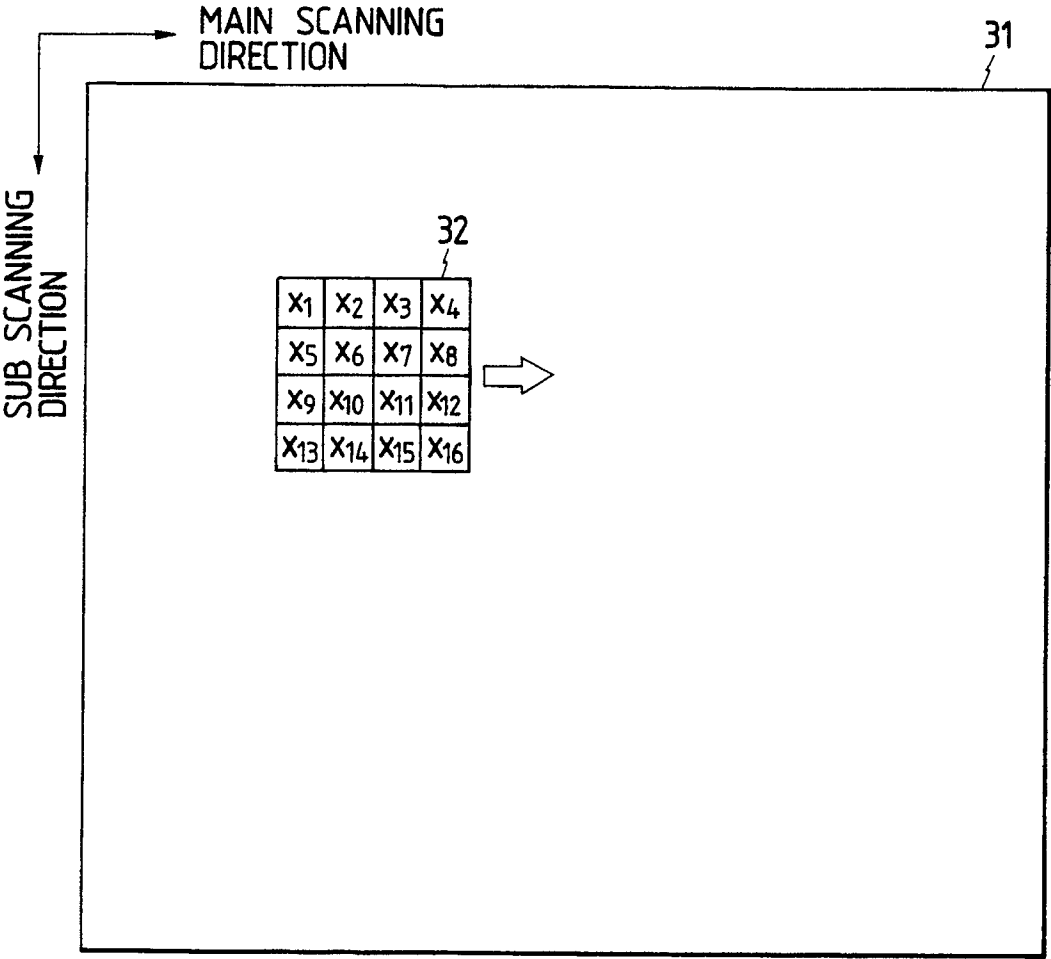 MAIN SCANNING
DIRECTION
31
SUB SCANNING
DIRECTION
32
X1 X2 X3 X4
X5 X6 X7 X8
X9 X10 X11 X12
X13 X14 X15 X16